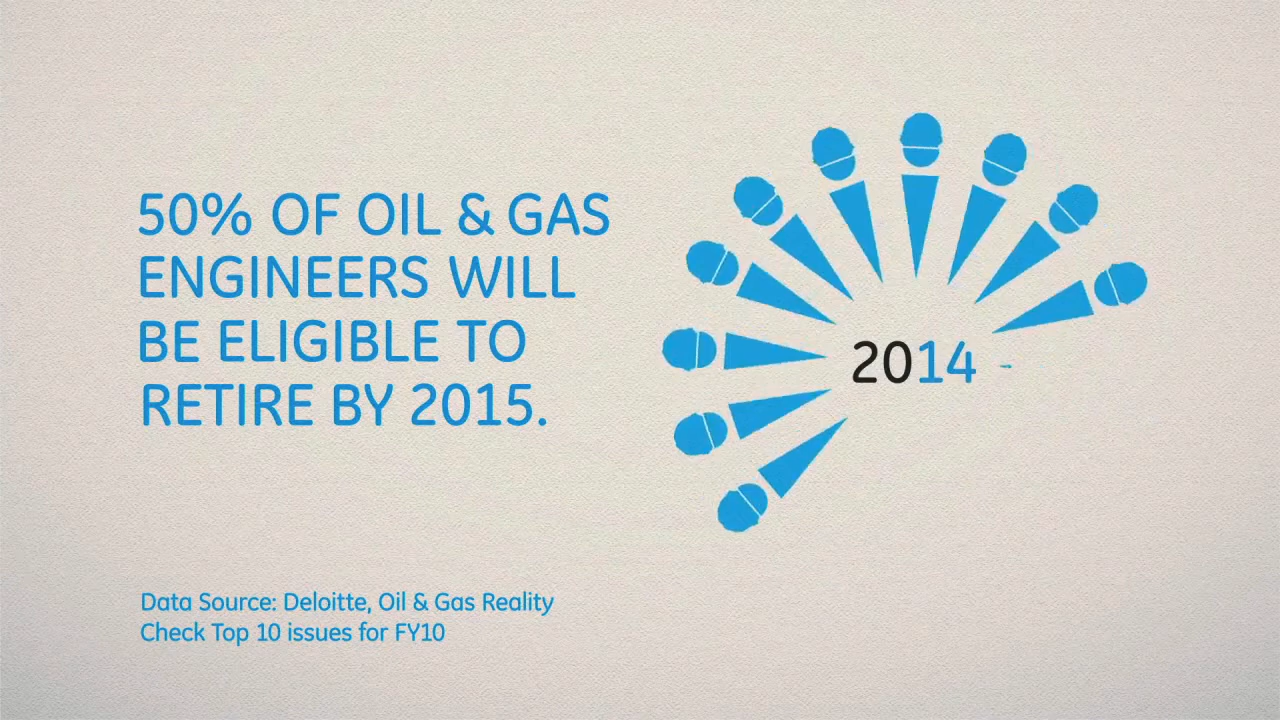 50% OF OIL & GAS
ENGINEERS WILL
BE ELIGIBLE TO
RETIRE BY 2015.
2014
Data Source: Deloitte, Oil & Gas Reality
Check Top 10 issues for FY10